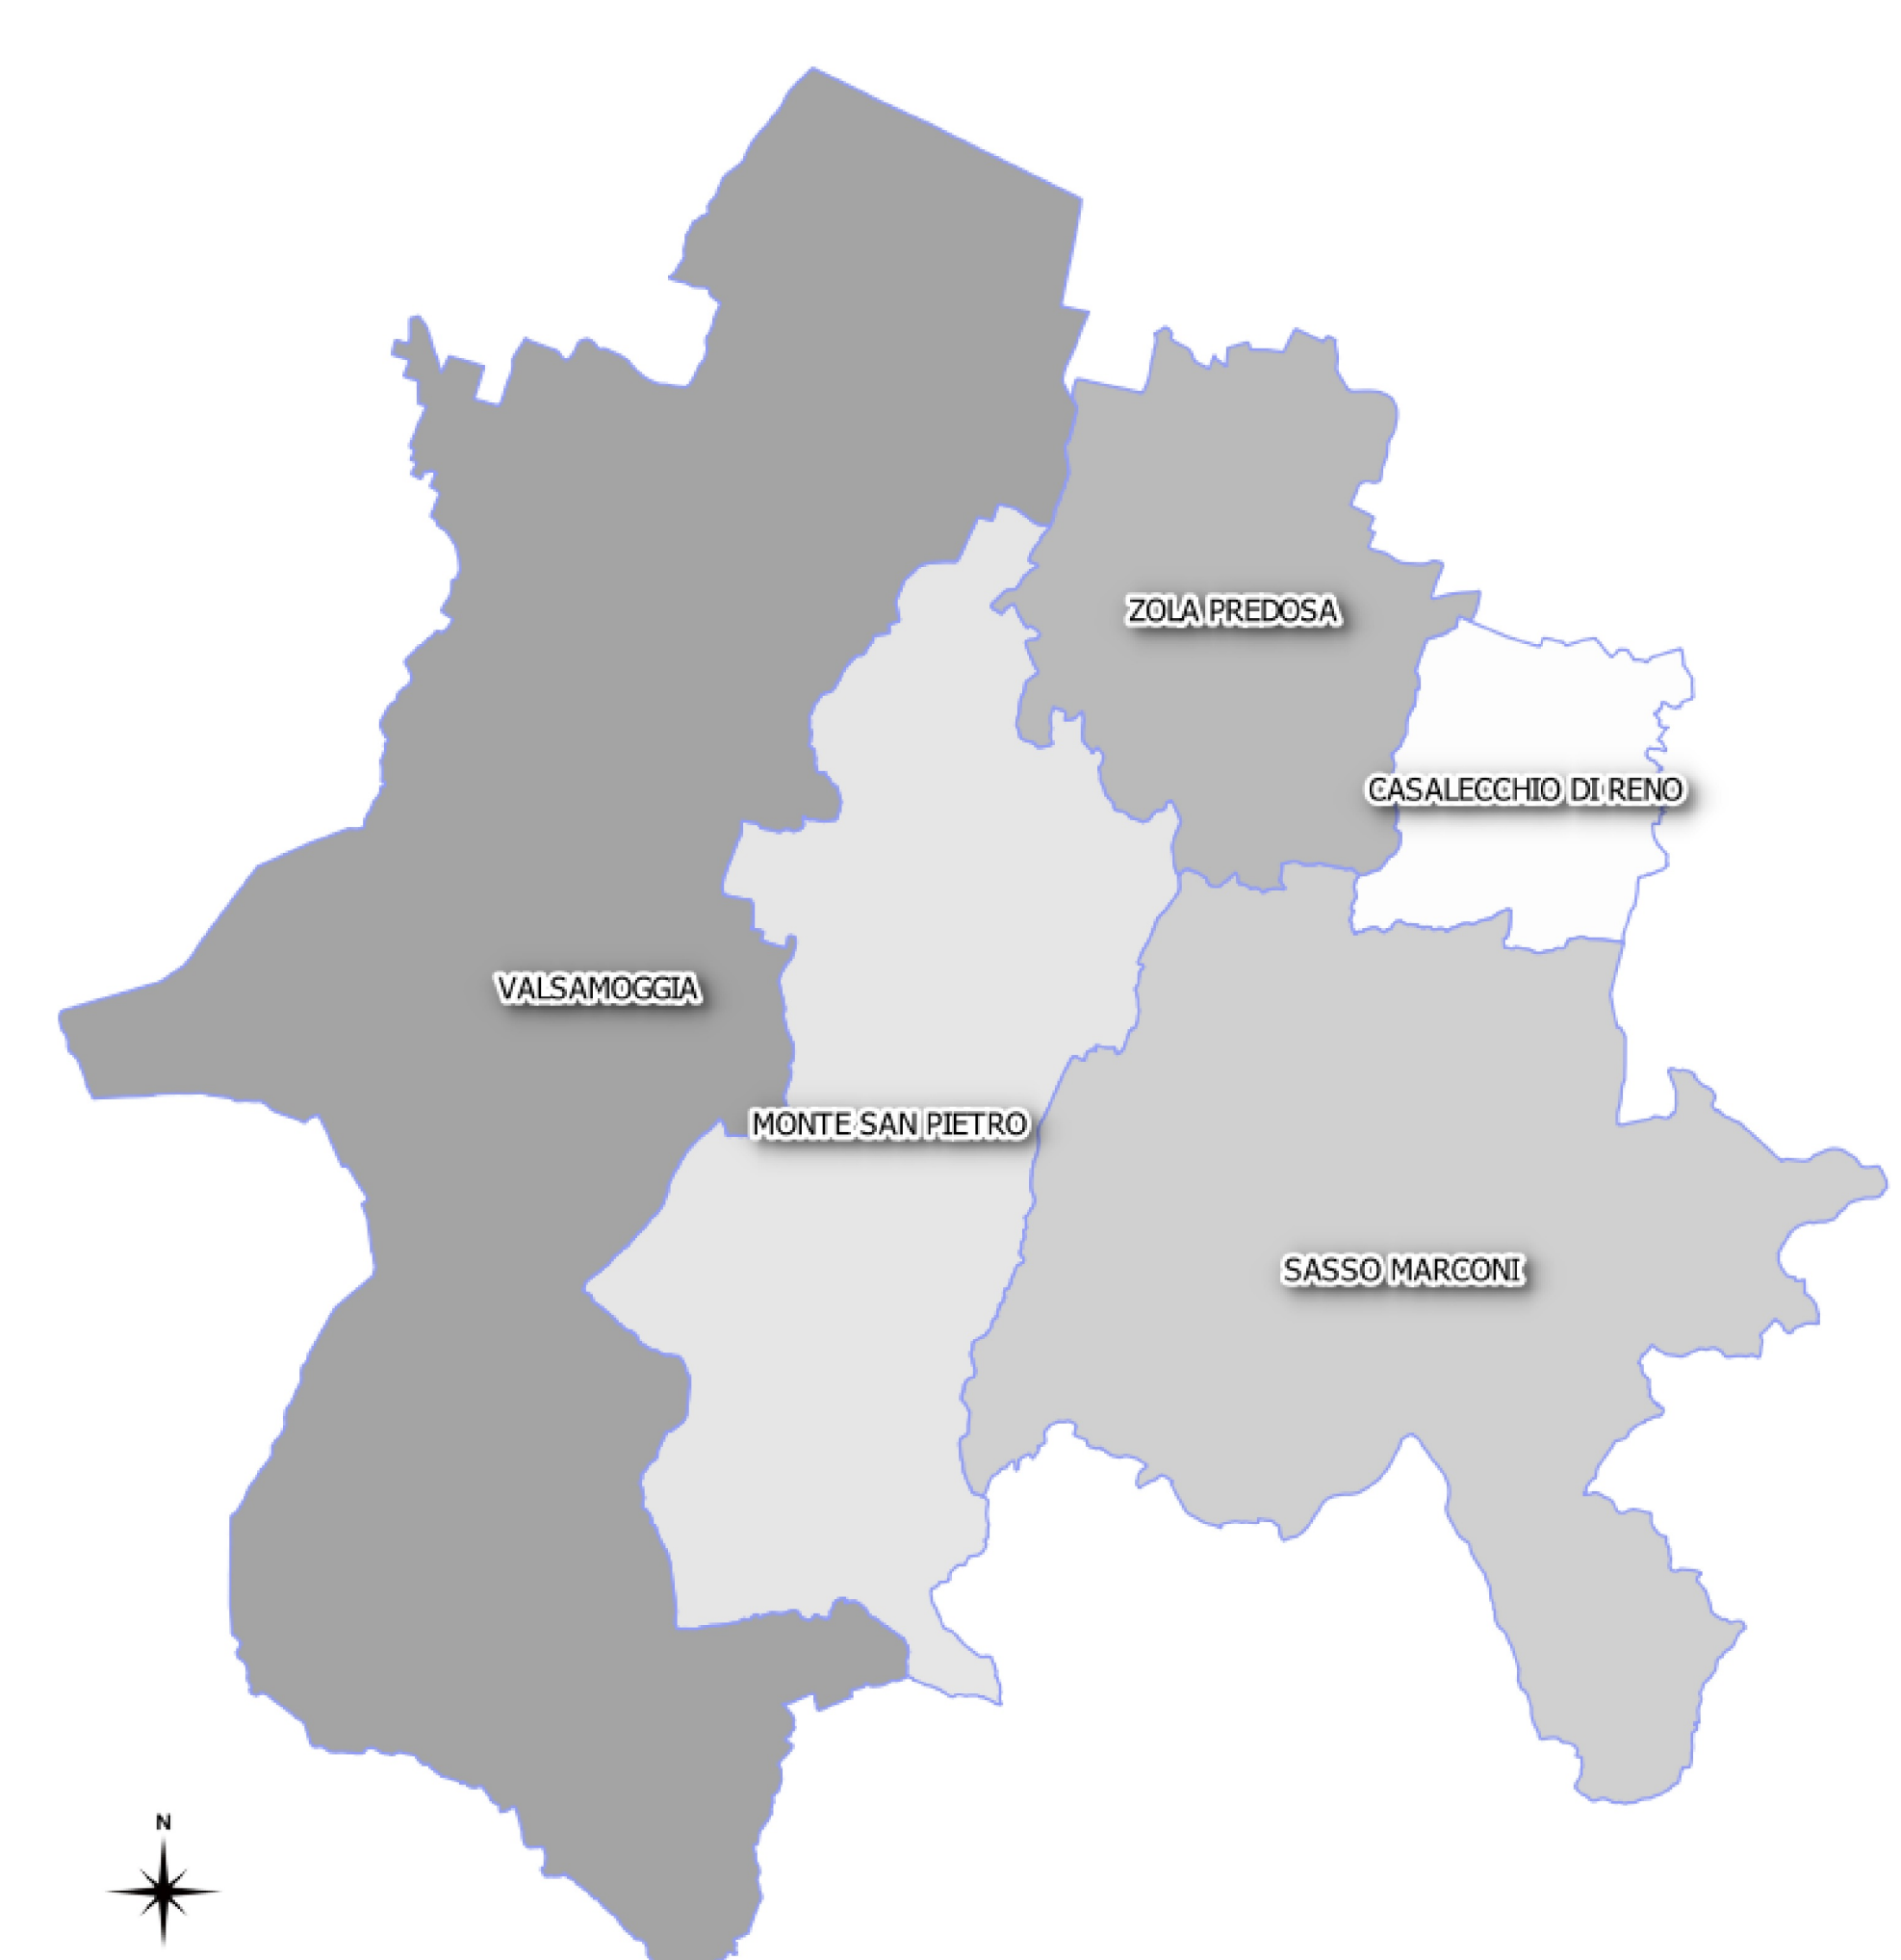 ZOLA PREDOSA
CASALECCHIO DI RENO
VALSAMOGGIA
MONTE SAN PIETRO
SASSO MARCONI
N